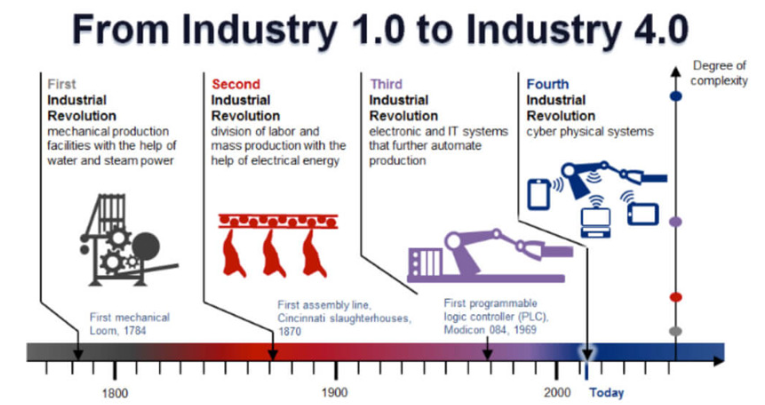 From Industry 1.0 to Industry 4.0
Degree of
complexity
First
Industrial
Revolution
mechanical production
facilities with the help of
water and steam power
Second
Industrial
Revolution
division of labor and
mass production with the
help of electrical energy
Third
Industrial
Revolution
electronic and IT systems
that further automate
production
Fourth
Industrial
Revolution
cyber physical systems
First mechanical
Loom, 1784
First assembly line,
Cincinnati slaughterhouses,
1870
First programmable
logic controller (PLC),
Modicon 084, 1969
1800
1900
2000
Today